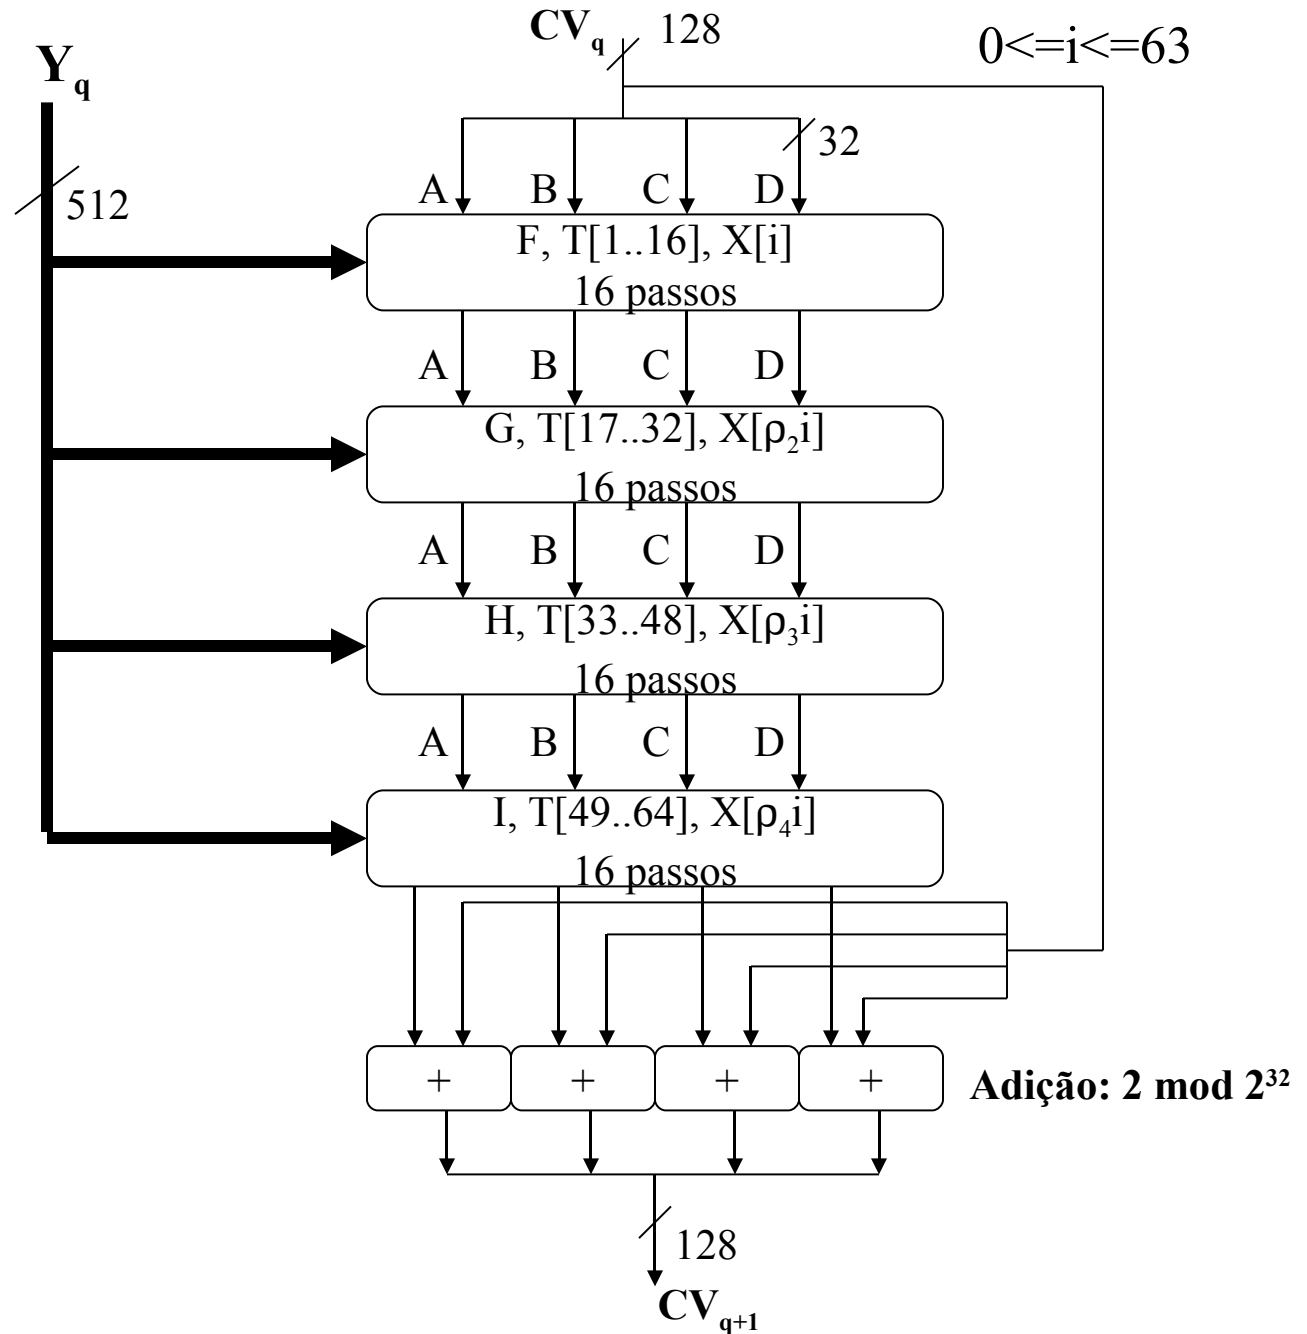 CVq 128
0<=i<=63
Yq
512
32
A B C D
F, T[1..16], X[i]
16 passos
A B C D
G, T[17..32], X[ρ2i]
16 passos
A B C D
H, T[33..48], X[ρ3i]
16 passos
A B C D
I, T[49..64], X[ρ4i]
16 passos
+ + + +
Adição: 2 mod 2³²
128
CVq+1